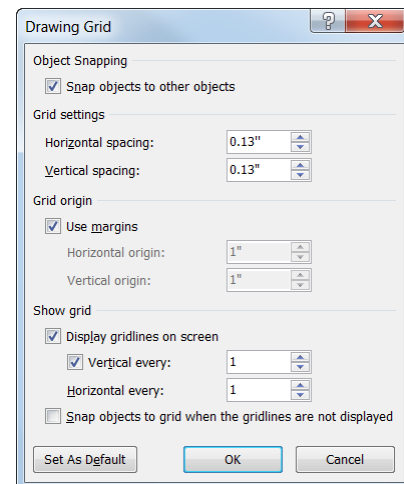 Drawing Grid
Object Snapping
Snap objects to other objects
Grid settings
Horizontal spacing: 0.13"
Vertical spacing: 0.13"
Grid origin
Use margins
Horizontal origin: 1"
Vertical origin: 1"
Show grid
Display gridlines on screen
Vertical every: 1
Horizontal every: 1
Snap objects to grid when the gridlines are not displayed
Set As Default OK Cancel